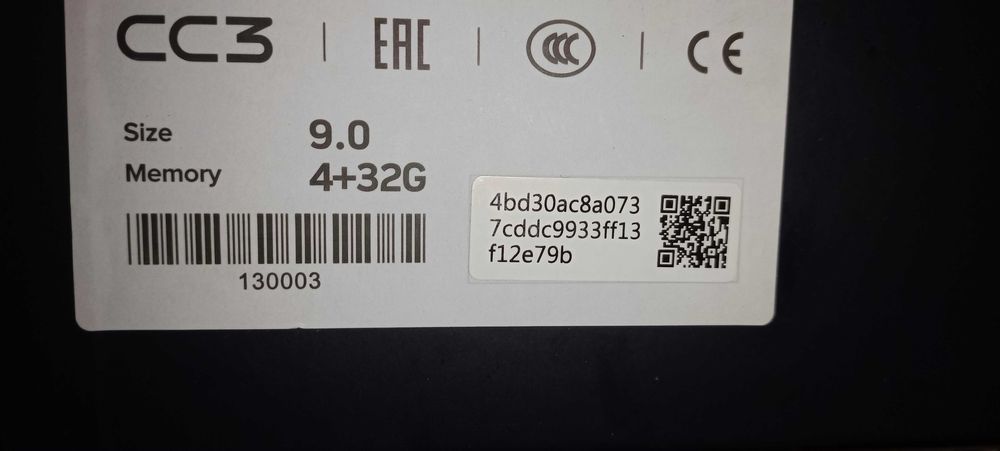 CC3 | EAC | CCC | CE
Size 9.0
Memory 4+32G
130003
4bd30ac8a073
7cddc9933ff13
f12e79b